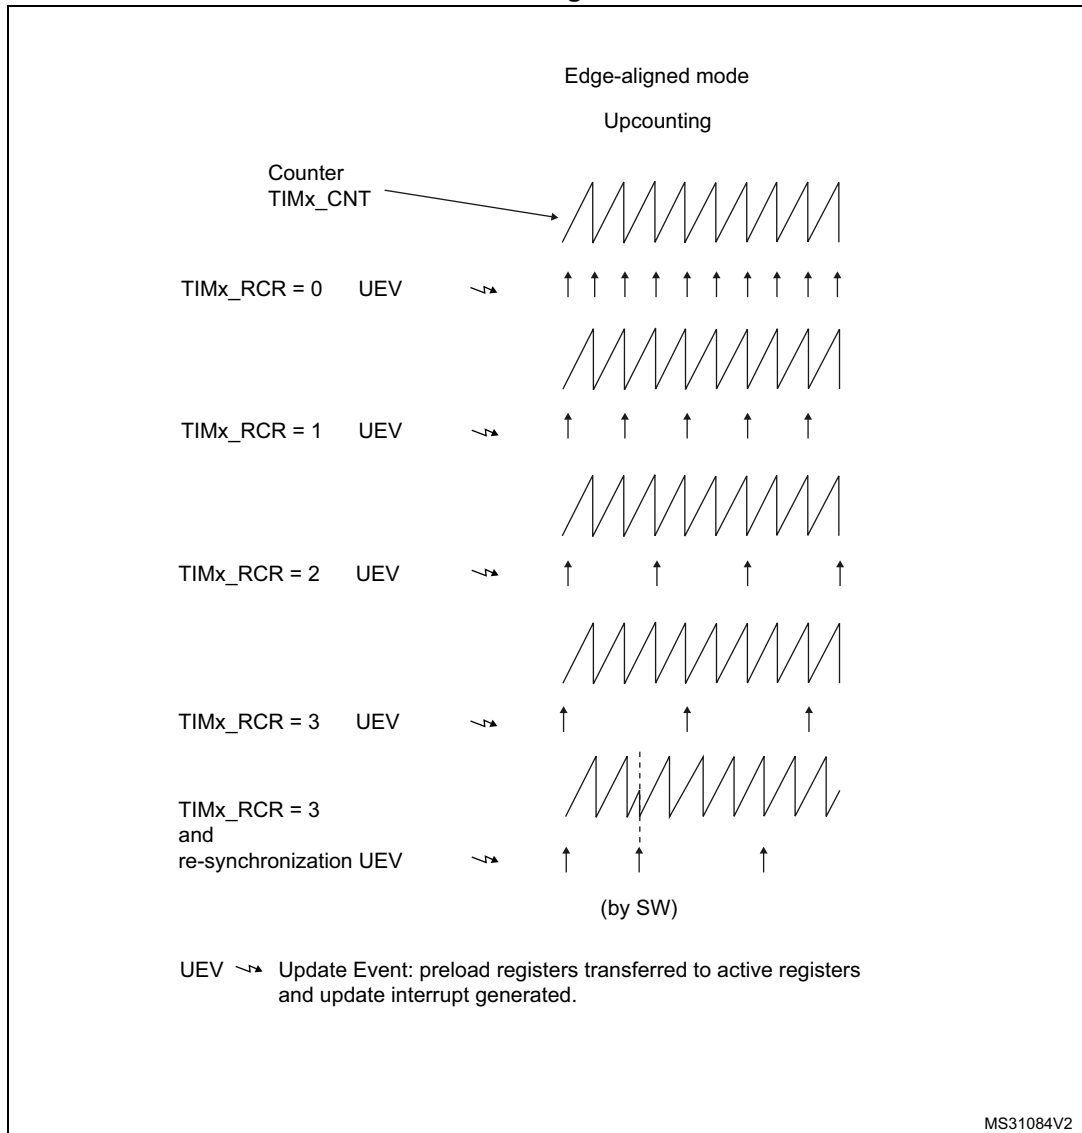 Edge-aligned mode
Upcounting
Counter
TIMx_CNT
TIMx_RCR = 0 UEV
TIMx_RCR = 1 UEV
TIMx_RCR = 2 UEV
TIMx_RCR = 3 UEV
TIMx_RCR = 3
and
re-synchronization UEV
(by SW)
UEV Update Event: preload registers transferred to active registers
and update interrupt generated.
MS31084V2